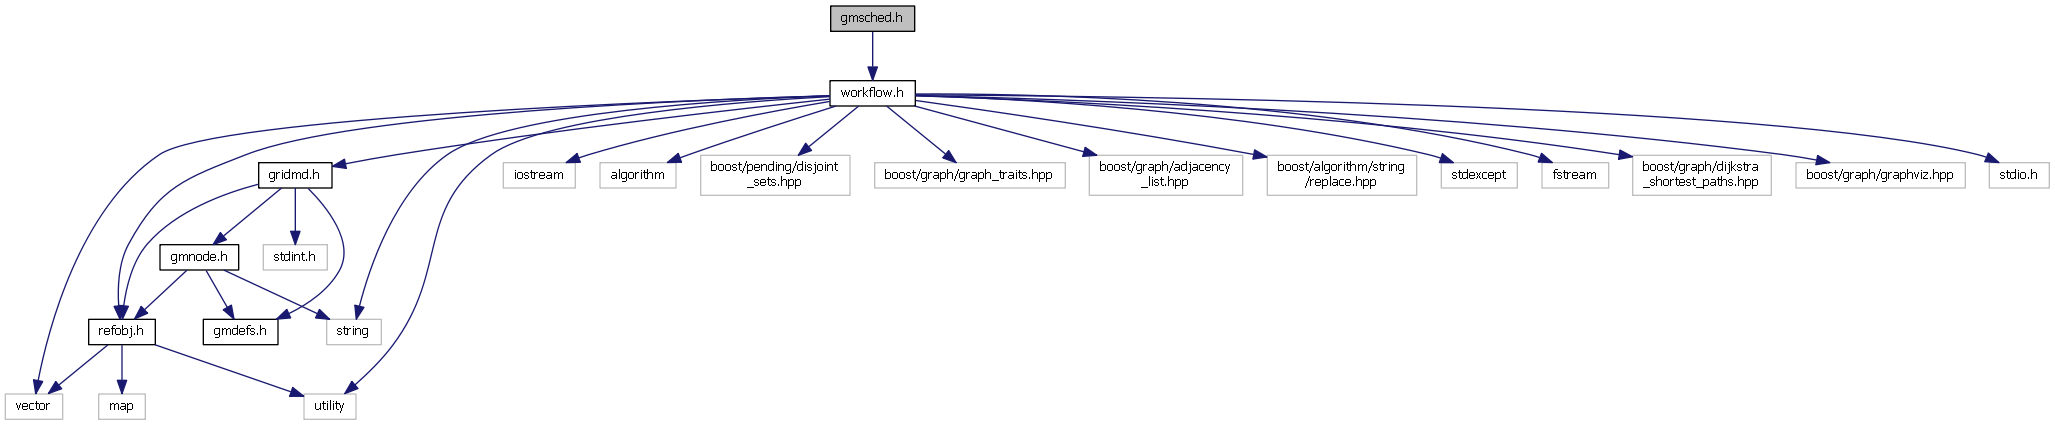 gmsched.h
workflow.h
gridmd.h
iostream
algorithm
boost/pending/disjoint
_sets.hpp
boost/graph/graph_traits.hpp
boost/graph/adjacency
_list.hpp
boost/algorithm/string
/replace.hpp
stdexcept
fstream
boost/graph/dijkstra
_shortest_paths.hpp
boost/graph/graphviz.hpp
stdio.h
gmnode.h
stdint.h
refobj.h
gmdefs.h
string
vector
map
utility